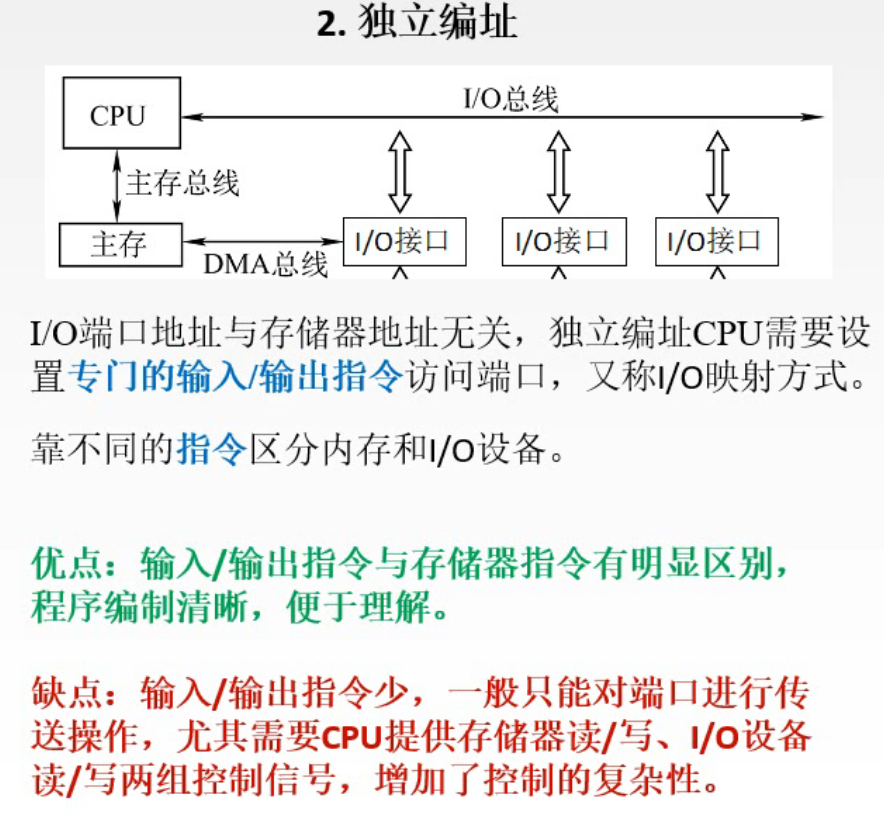 2. 独立编址
CPU
I/O总线
主存总线
主存
DMA总线
I/O接口
I/O接口
I/O接口
I/O端口地址与存储器地址无关，独立编址CPU需要设
置专门的输入/输出指令访问端口，又称I/O映射方式。
靠不同的指令区分内存和I/O设备。
优点：输入/输出指令与存储器指令有明显区别，
程序编制清晰，便于理解。
缺点：输入/输出指令少，一般只能对端口进行传
送操作，尤其需要CPU提供存储器读/写、I/O设备
读/写两组控制信号，增加了控制的复杂性。